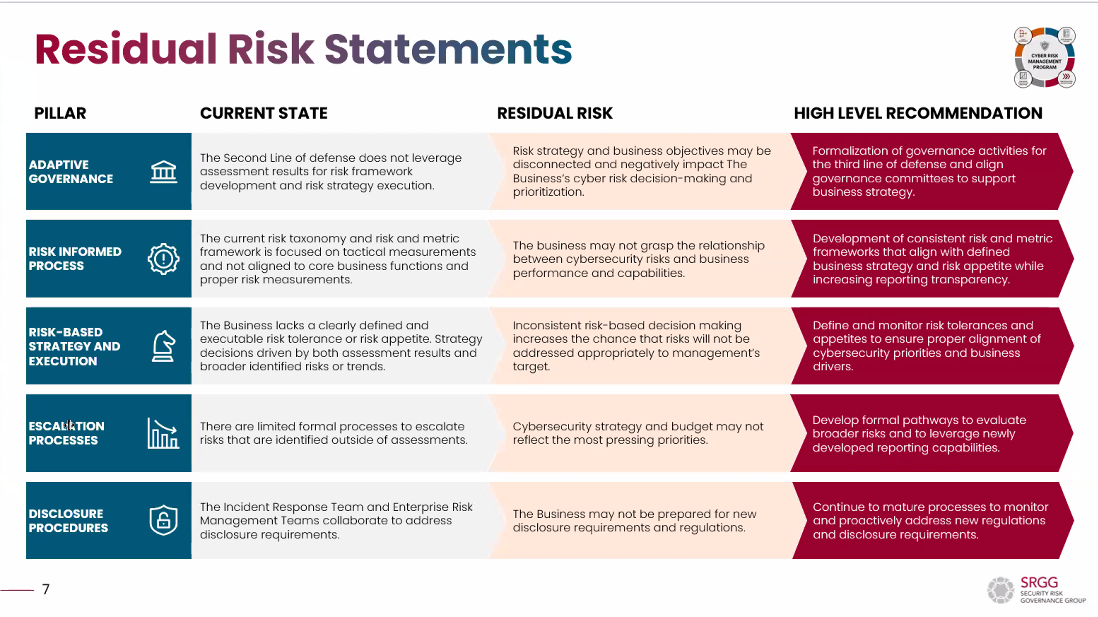 Residual Risk Statements
CYBER RISK
MANAGEMENT
PROGRAM
PILLAR
CURRENT STATE
RESIDUAL RISK
HIGH LEVEL RECOMMENDATION
ADAPTIVE
GOVERNANCE
The Second Line of defense does not leverage
assessment results for risk framework
development and risk strategy execution.
Risk strategy and business objectives may be
disconnected and negatively impact The
Business's cyber risk decision-making and
prioritization.
Formalization of governance activities for
the third line of defense and align
governance committees to support
business strategy.
RISK INFORMED
PROCESS
The current risk taxonomy and risk and metric
framework is focused on tactical measurements
and not aligned to core business functions and
proper risk measurements.
The business may not grasp the relationship
between cybersecurity risks and business
performance and capabilities.
Development of consistent risk and metric
frameworks that align with defined
business strategy and risk appetite while
increasing reporting transparency.
RISK-BASED
STRATEGY AND
EXECUTION
The Business lacks a clearly defined and
executable risk tolerance or risk appetite. Strategy
decisions driven by both assessment results and
broader identified risks or trends.
Inconsistent risk-based decision making
increases the chance that risks will not be
addressed appropriately to management's
target.
Define and monitor risk tolerances and
appetites to ensure proper alignment of
cybersecurity priorities and business
drivers.
ESCALATION
PROCESSES
There are limited formal processes to escalate
risks that are identified outside of assessments.
Cybersecurity strategy and budget may not
reflect the most pressing priorities.
Develop formal pathways to evaluate
broader risks and to leverage newly
developed reporting capabilities.
DISCLOSURE
PROCEDURES
The Incident Response Team and Enterprise Risk
Management Teams collaborate to address
disclosure requirements.
The Business may not be prepared for new
disclosure requirements and regulations.
Continue to mature processes to monitor
and proactively address new regulations
and disclosure requirements.
7
SRGG
SECURITY RISK
GOVERNANCE GROUP